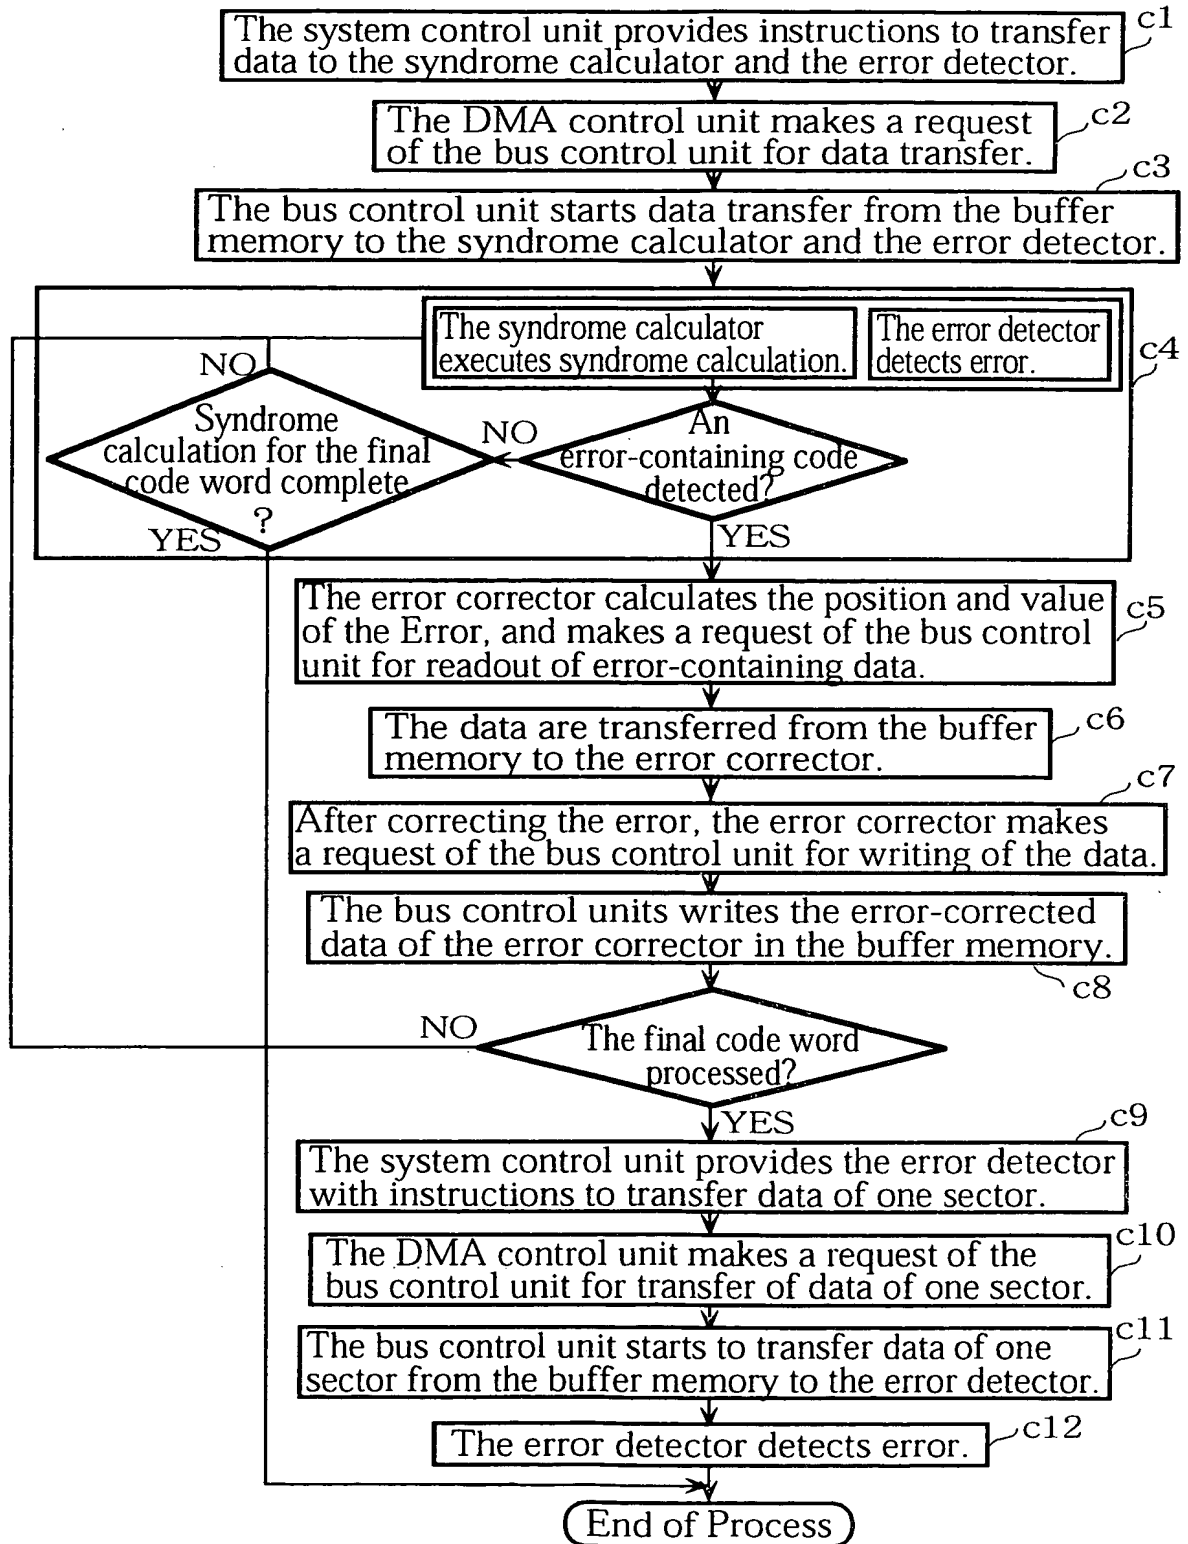 c1
The system control unit provides instructions to transfer
data to the syndrome calculator and the error detector.
c2
The DMA control unit makes a request
of the bus control unit for data transfer.
c3
The bus control unit starts data transfer from the buffer
memory to the syndrome calculator and the error detector.
c4
The syndrome calculator
executes syndrome calculation.
The error detector
detects error.
NO
Syndrome
calculation for the final
code word complete
?
YES
NO
An
error-containing code
detected?
YES
The error corrector calculates the position and value
of the Error, and makes a request of the bus control
unit for readout of error-containing data.
c5
The data are transferred from the buffer
memory to the error corrector.
c6
c7
After correcting the error, the error corrector makes
a request of the bus control unit for writing of the data.
The bus control units writes the error-corrected
data of the error corrector in the buffer memory.
c8
NO
The final code word
processed?
YES
c9
The system control unit provides the error detector
with instructions to transfer data of one sector.
c10
The DMA control unit makes a request of the
bus control unit for transfer of data of one sector.
c11
The bus control unit starts to transfer data of one
sector from the buffer memory to the error detector.
c12
The error detector detects error.
End of Process